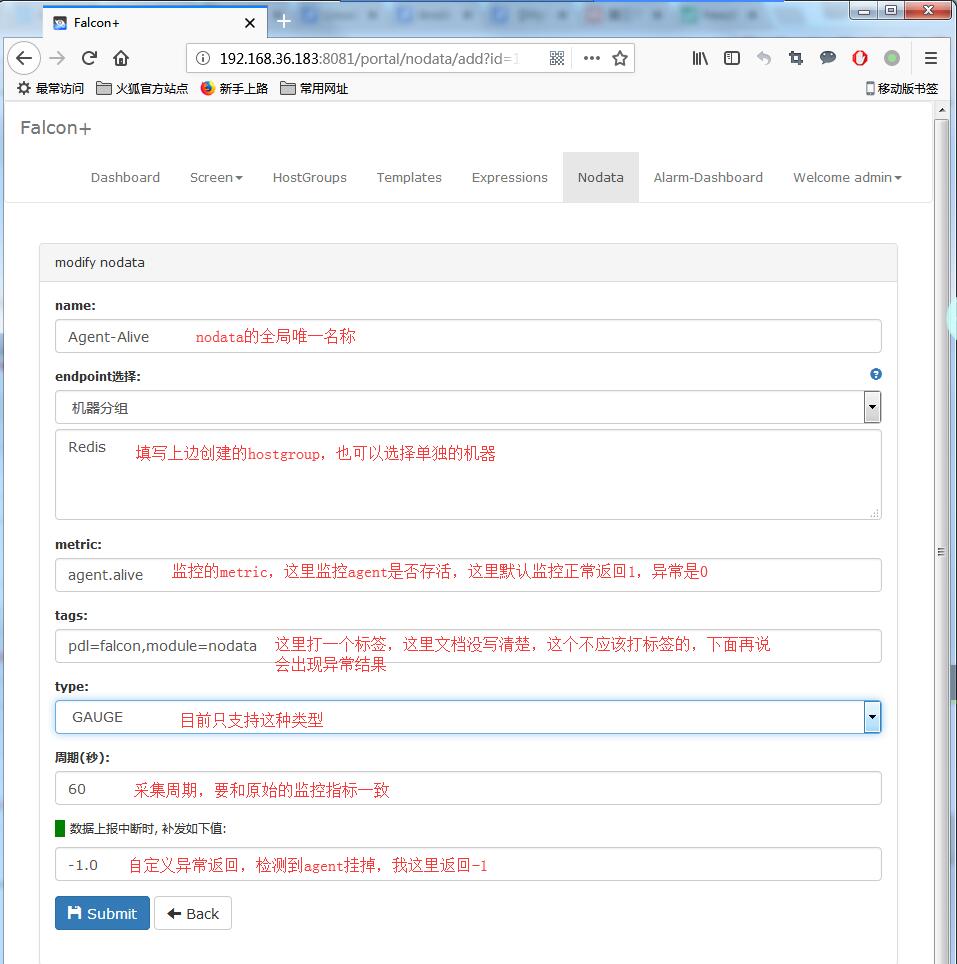 Falcon+
192.168.36.183:8081/portal/nodata/add?id=1
最常访问 火狐官方站点 新手上路 常用网址 移动版书签
Falcon+
Dashboard Screen HostGroups Templates Expressions Nodata Alarm-Dashboard Welcome admin
modify nodata
name:
Agent-Alive nodata的全局唯一名称
endpoint选择:
机器分组
Redis 填写上边创建的hostgroup，也可以选择单独的机器
metric:
agent.alive 监控的metric，这里监控agent是否存活，这里默认监控正常返回1，异常是0
tags:
pdl=falcon,module=nodata 这里打一个标签，这里文档没写清楚，这个不应该打标签的，下面再说
会出现异常结果
type:
GAUGE 目前只支持这种类型
周期(秒):
60 采集周期，要和原始的监控指标一致
数据上报中断时, 补发如下值:
-1.0 自定义异常返回，检测到agent挂掉，我这里返回-1
Submit Back